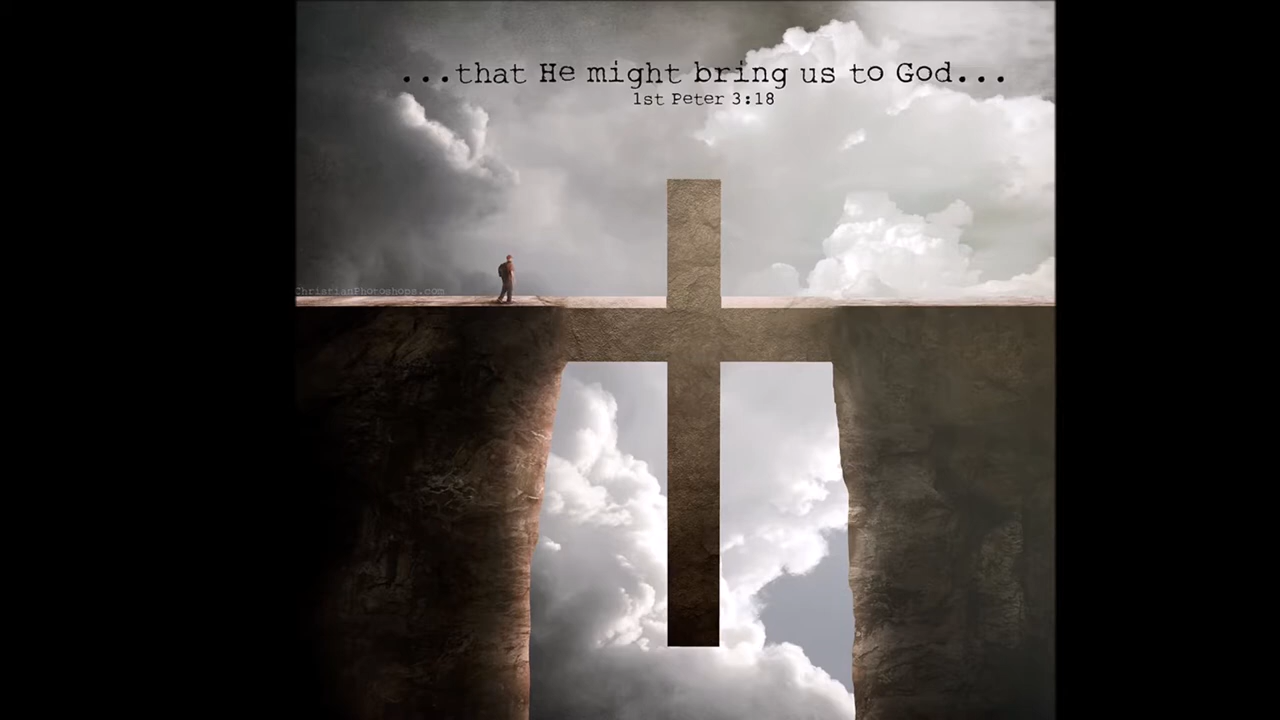 ...that He might bring us to God...
1st Peter 3:18
ChristianPhotoshops.com